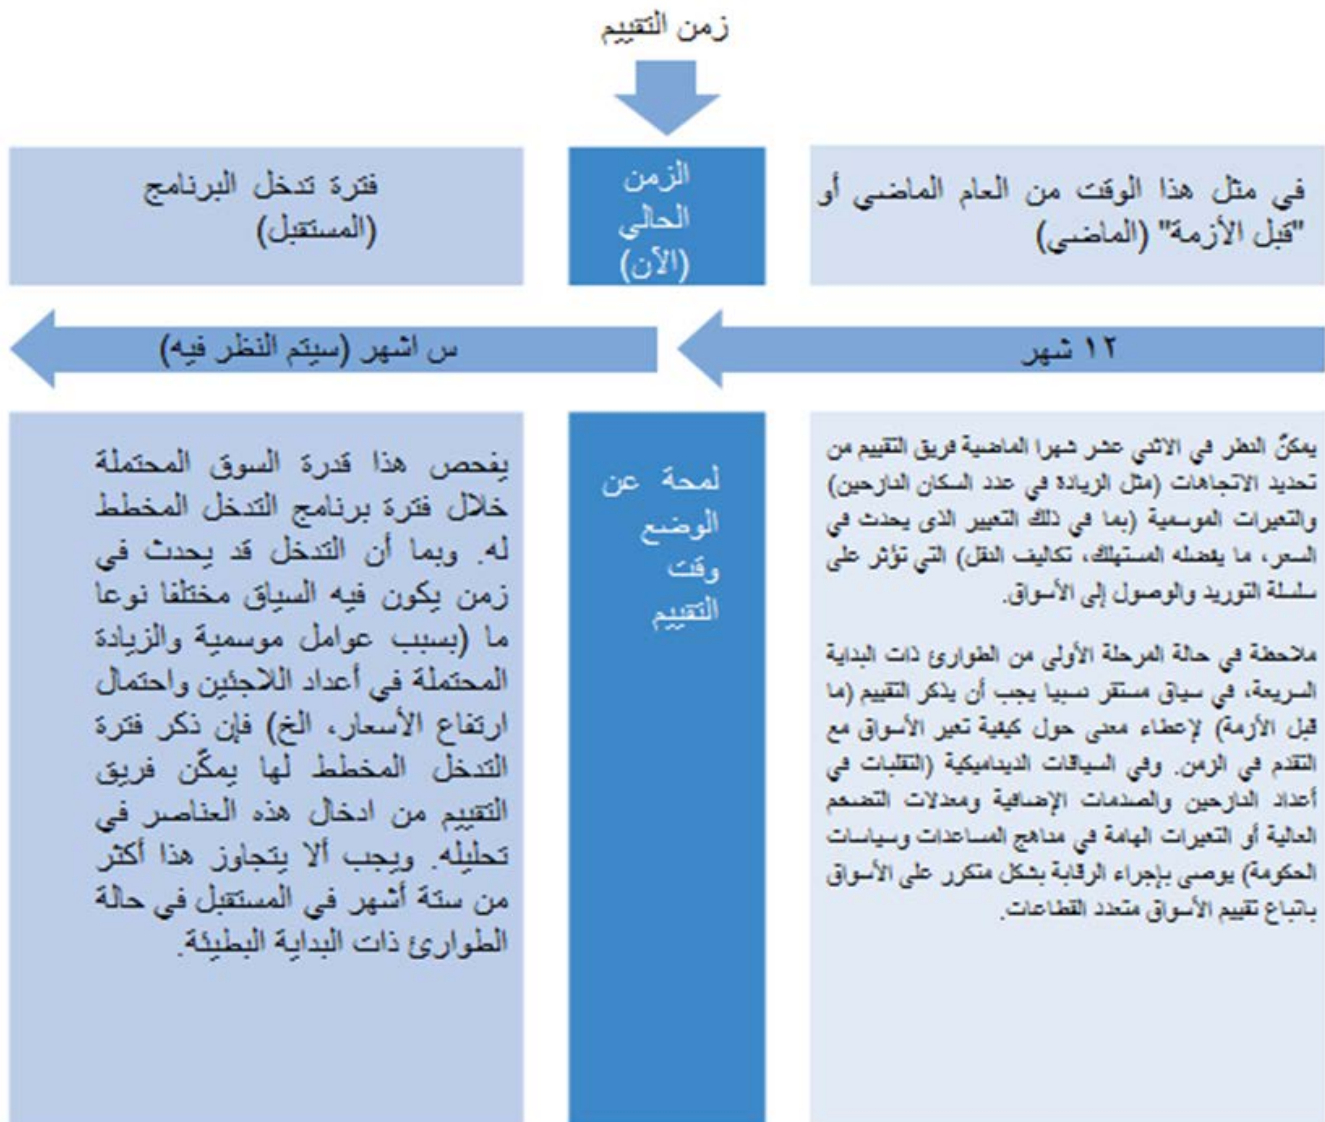 زمن التقييم
في مثل هذا الوقت من العام الماضي أو
"قبل الأزمة" (الماضي)
الزمن
الحالي
(الآن)
فترة تدخل البرنامج
(المستقبل)
١٢ شهر
س اشهر (سيتم النظر فيه)
يمكنّ النظر في الاثني عشر شهرا الماضية فريق التقييم من
تحديد الاتجاهات (مثل الزيادة في عدد السكان النازحين)
والتغيرات الموسمية (بما في ذلك التغيير الذي يحدث في
السعر، ما يفضله المستهلك، تكاليف النقل) التي تؤثر على
سلسلة التوريد والوصول إلى الأسواق.
ملاحظة في حالة المرحلة الأولى من الطوارئ ذات البداية
السريعة، في سياق مستقر نسبيا يجب أن يذكر التقييم (ما
قبل الأزمة) لإعطاء معنى حول كيفية تغير الأسواق مع
التقدم في الزمن. وفي السياقات الديناميكية (التقلبات في
أعداد النازحين والصدمات الإضافية ومعدلات التضخم
العالية أو التغيرات الهامة في مناهج المساعدات وسياسات
الحكومة) يوصى بإجراء الرقابة بشكل متكرر على الأسواق
باتباع تقييم الأسواق متعدد القطاعات.
لمحة عن
الوضع
وقت
التقييم
يفحص هذا قدرة السوق المحتملة
خلال فترة برنامج التدخل المخطط
له. وبما أن التدخل قد يحدث في
زمن يكون فيه السياق مختلفا نوعا
ما (بسبب عوامل موسمية والزيادة
المحتملة في أعداد اللاجئين واحتمال
ارتفاع الأسعار، الخ) فإن ذكر فترة
التدخل المخطط لها يمكّن فريق
التقييم من ادخال هذه العناصر في
تحليله. ويجب ألا يتجاوز هذا أكثر
من ستة أشهر في المستقبل في حالة
الطوارئ ذات البداية البطيئة.